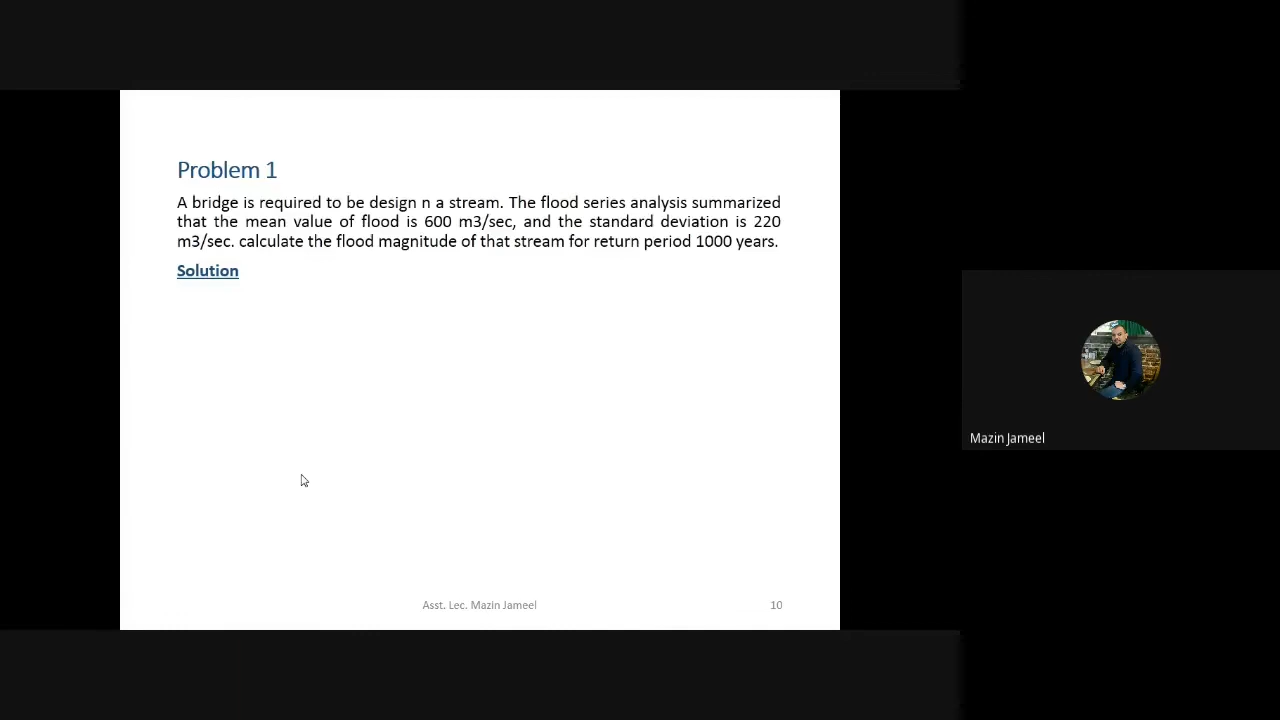 Problem 1
A bridge is required to be design n a stream. The flood series analysis summarized
that the mean value of flood is 600 m3/sec, and the standard deviation is 220
m3/sec. calculate the flood magnitude of that stream for return period 1000 years.
Solution
Mazin Jameel
Asst. Lec. Mazin Jameel
10